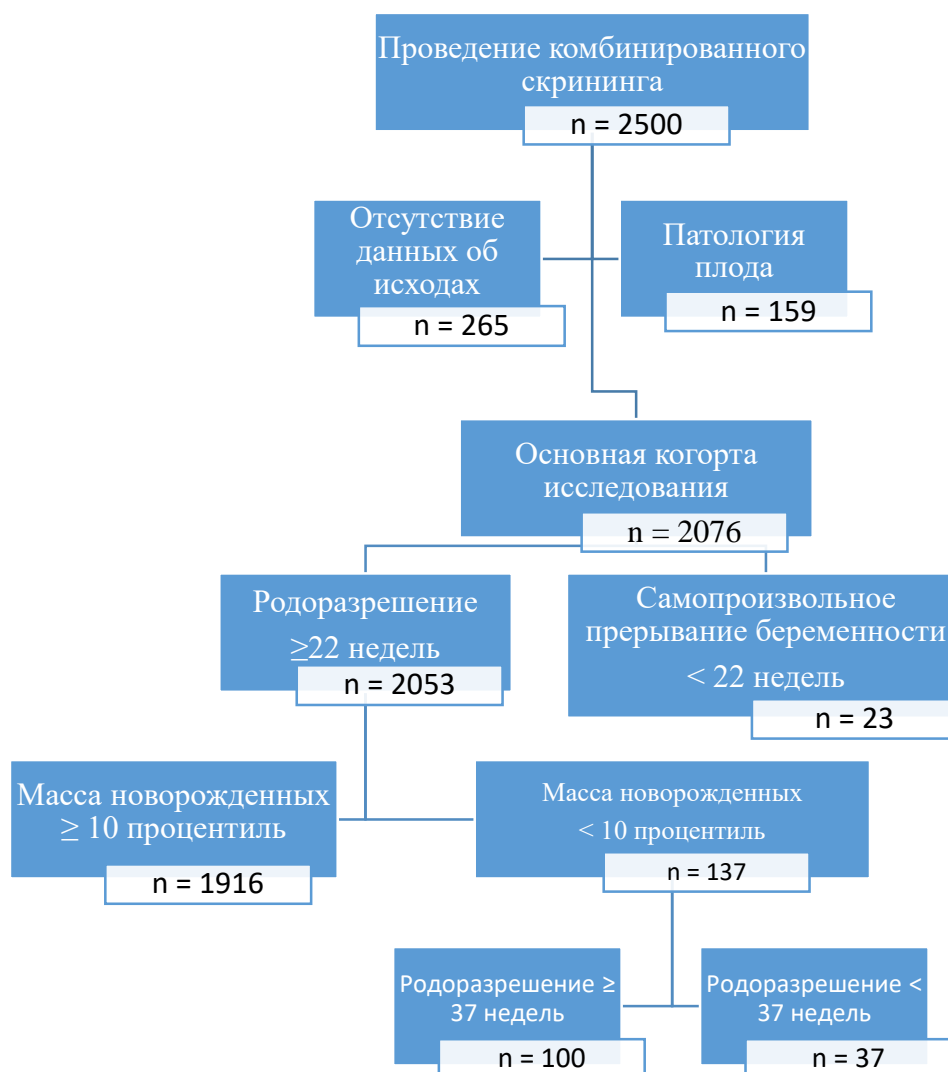 Проведение комбинированного
скрининга
n = 2500
Отсутствие
данных об
исходах
n = 265
Патология
плода
n = 159
Основная когорта
исследования
n = 2076
Родоразрешение
≥22 недель
n = 2053
Самопроизвольное
прерывание беременности
< 22 недель
n = 23
Масса новорожденных
≥ 10 процентиль
n = 1916
Масса новорожденных
< 10 процентиль
n = 137
Родоразрешение ≥
37 недель
n = 100
Родоразрешение <
37 недель
n = 37